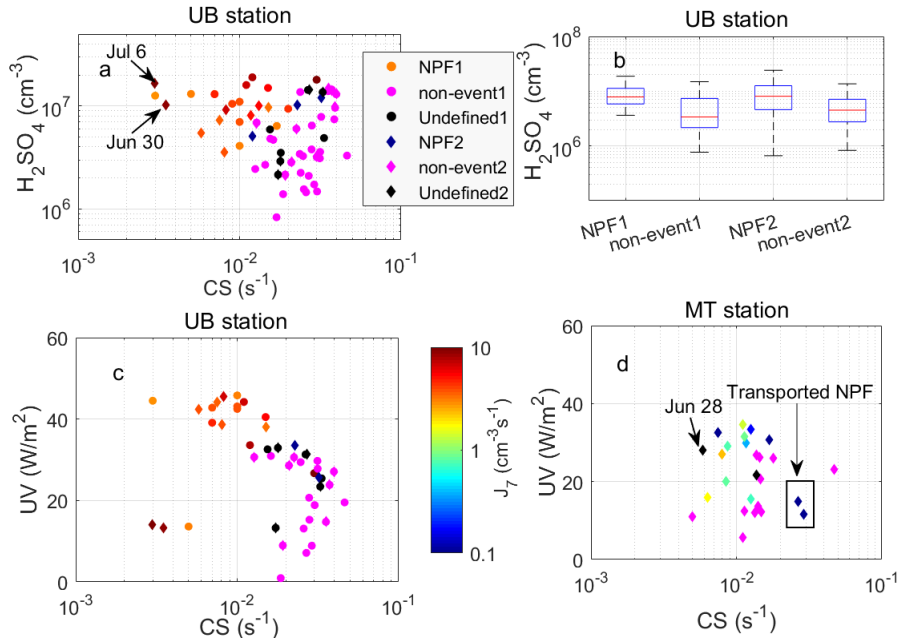 UB station
a
Jul 6
Jun 30
H2SO4 (cm-3)
10^7
10^6
10^-3
10^-2
10^-1
CS (s-1)
NPF1
non-event1
Undefined1
NPF2
non-event2
Undefined2
UB station
b
H2SO4 (cm-3)
10^8
10^6
NPF1
non-event1
NPF2
non-event2
UB station
c
UV (W/m2)
60
40
20
0
10^-3
10^-2
10^-1
CS (s-1)
10
1
0.1
J7 (cm-3s-1)
MT station
d
Jun 28
Transported NPF
UV (W/m2)
60
40
20
0
10^-3
10^-2
10^-1
CS (s-1)